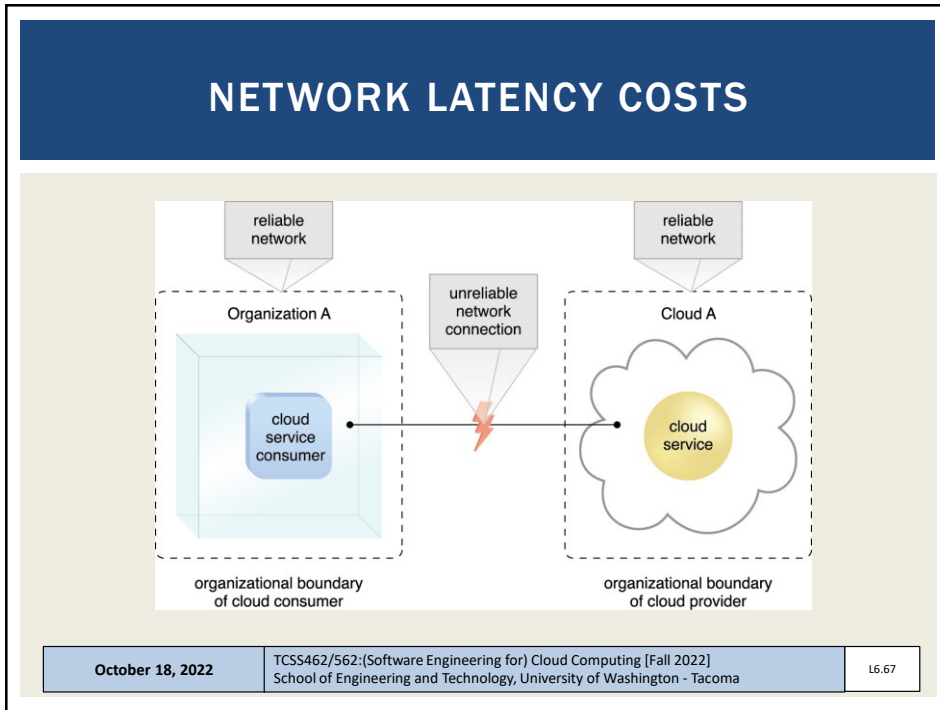 NETWORK LATENCY COSTS
reliable
network
reliable
network
unreliable
network
connection
Organization A
Cloud A
cloud
service
consumer
cloud
service
organizational boundary
of cloud consumer
organizational boundary
of cloud provider
October 18, 2022
TCSS462/562:(Software Engineering for) Cloud Computing [Fall 2022]
School of Engineering and Technology, University of Washington - Tacoma
L6.67